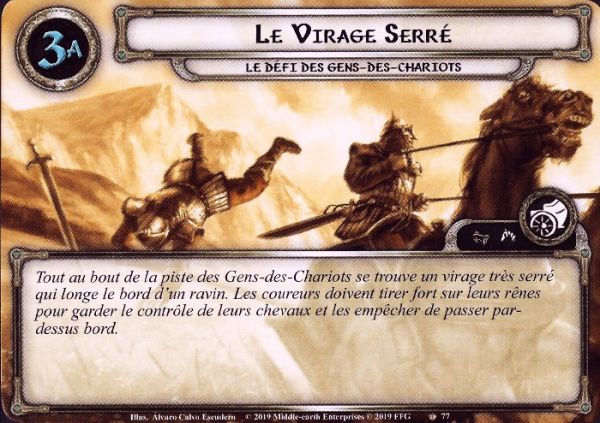 3A
Le Virage Serré
Le Défi des Gens-des-Chariots
Tout au bout de la piste des Gens-des-Chariots se trouve un virage très serré
qui longe le bord d'un ravin. Les coureurs doivent tirer fort sur leurs rênes
pour garder le contrôle de leurs chevaux et les empêcher de passer par-
dessus bord.
Illus. Álvaro Calvo Escudero © 2019 Middle-earth Enterprises © 2019 FFG 77